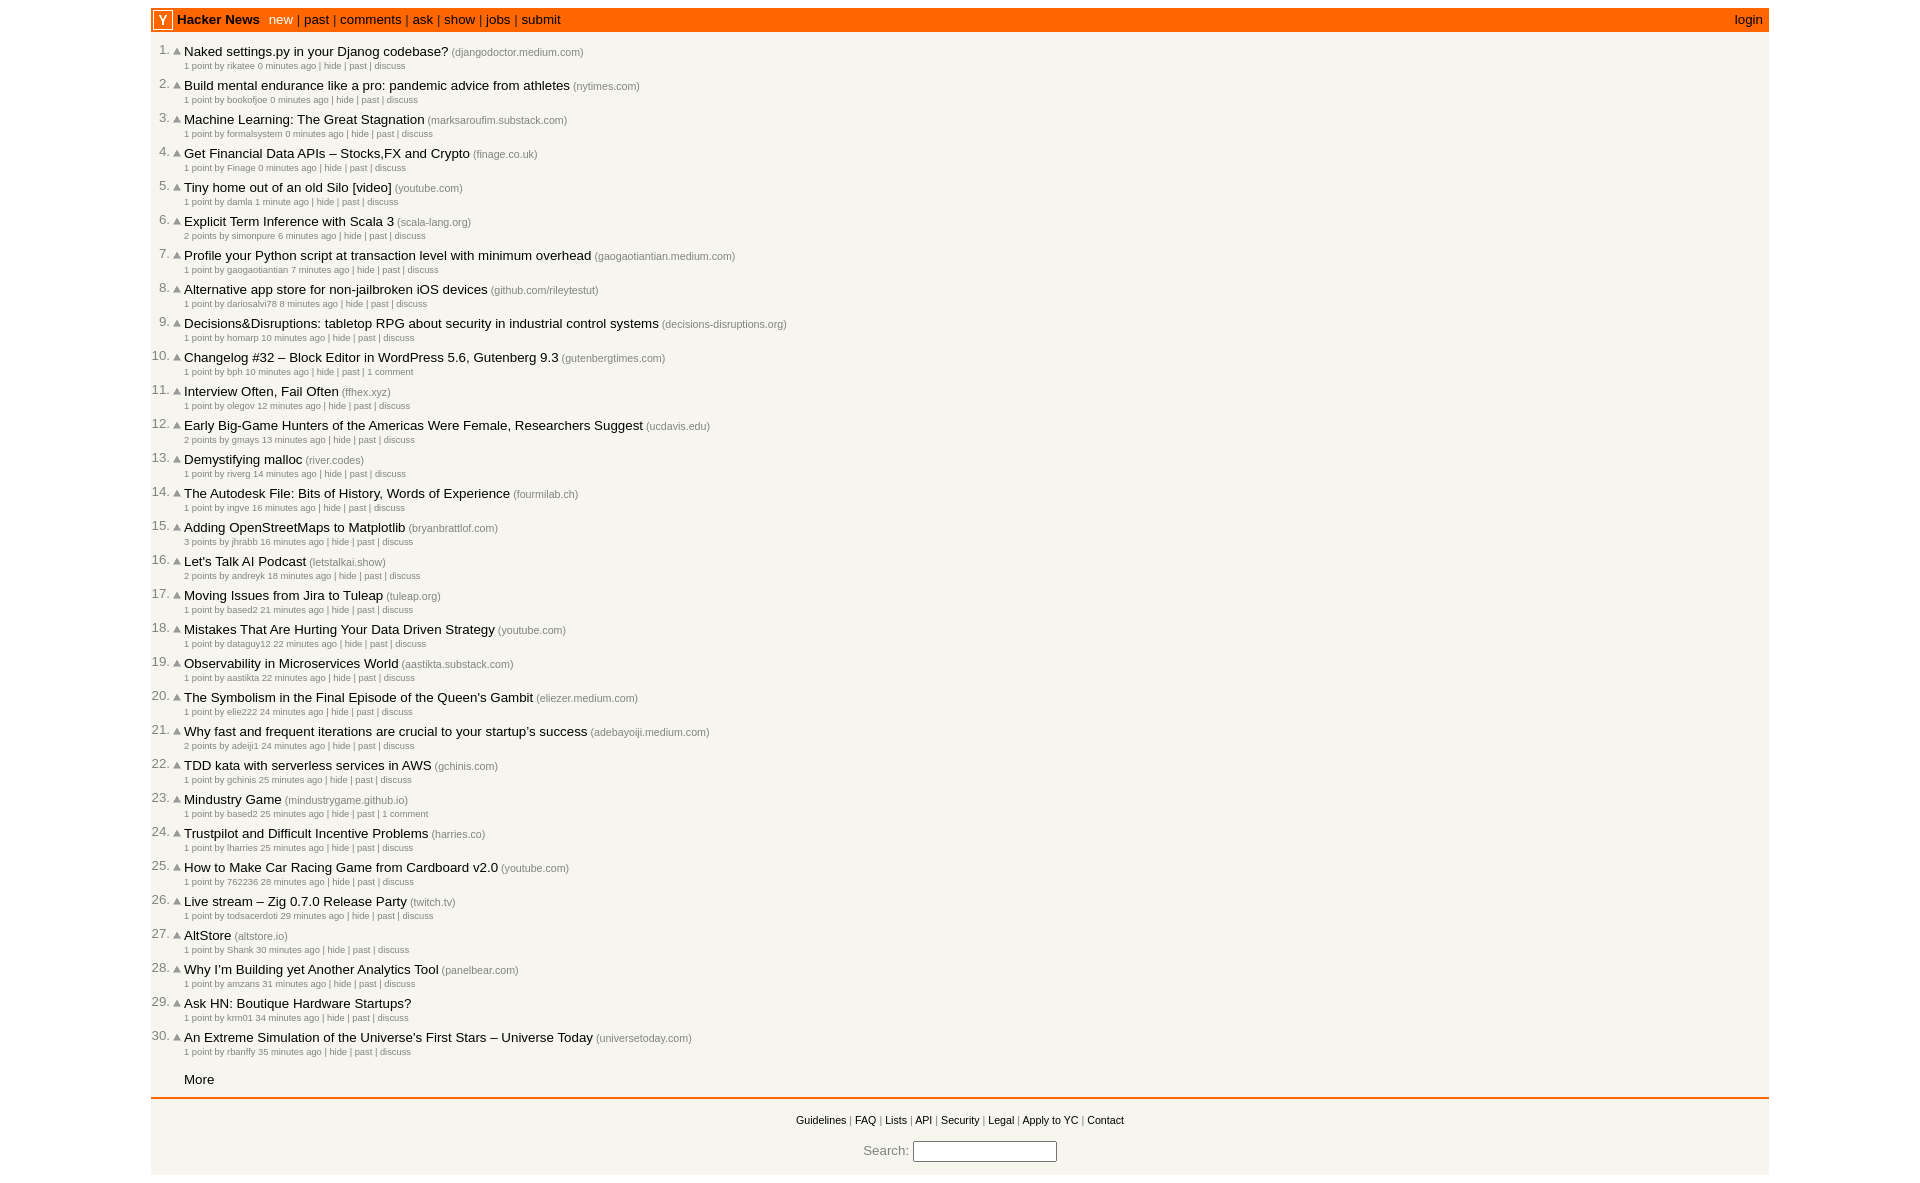 Y Hacker News new | past | comments | ask | show | jobs | submit login
1. Naked settings.py in your Djanog codebase? (djangodoctor.medium.com)
1 point by rikatee 0 minutes ago | hide | past | discuss
2. Build mental endurance like a pro: pandemic advice from athletes (nytimes.com)
1 point by bookofjoe 0 minutes ago | hide | past | discuss
3. Machine Learning: The Great Stagnation (marksaroufim.substack.com)
1 point by formalsystem 0 minutes ago | hide | past | discuss
4. Get Financial Data APIs – Stocks,FX and Crypto (finage.co.uk)
1 point by Finage 0 minutes ago | hide | past | discuss
5. Tiny home out of an old Silo [video] (youtube.com)
1 point by damla 1 minute ago | hide | past | discuss
6. Explicit Term Inference with Scala 3 (scala-lang.org)
2 points by simonpure 6 minutes ago | hide | past | discuss
7. Profile your Python script at transaction level with minimum overhead (gaogaotiantian.medium.com)
1 point by gaogaotiantian 7 minutes ago | hide | past | discuss
8. Alternative app store for non-jailbroken iOS devices (github.com/rileytestut)
1 point by dariosalvi78 8 minutes ago | hide | past | discuss
9. Decisions&Disruptions: tabletop RPG about security in industrial control systems (decisions-disruptions.org)
1 point by homarp 10 minutes ago | hide | past | discuss
10. Changelog #32 – Block Editor in WordPress 5.6, Gutenberg 9.3 (gutenbergtimes.com)
1 point by bph 10 minutes ago | hide | past | 1 comment
11. Interview Often, Fail Often (ffhex.xyz)
1 point by olegov 12 minutes ago | hide | past | discuss
12. Early Big-Game Hunters of the Americas Were Female, Researchers Suggest (ucdavis.edu)
2 points by gmays 13 minutes ago | hide | past | discuss
13. Demystifying malloc (river.codes)
1 point by riverg 14 minutes ago | hide | past | discuss
14. The Autodesk File: Bits of History, Words of Experience (fourmilab.ch)
1 point by ingve 16 minutes ago | hide | past | discuss
15. Adding OpenStreetMaps to Matplotlib (bryanbrattlof.com)
3 points by jhrabb 16 minutes ago | hide | past | discuss
16. Let's Talk AI Podcast (letstalkai.show)
2 points by andreyk 18 minutes ago | hide | past | discuss
17. Moving Issues from Jira to Tuleap (tuleap.org)
1 point by based2 21 minutes ago | hide | past | discuss
18. Mistakes That Are Hurting Your Data Driven Strategy (youtube.com)
1 point by dataguy12 22 minutes ago | hide | past | discuss
19. Observability in Microservices World (aastikta.substack.com)
1 point by aastikta 22 minutes ago | hide | past | discuss
20. The Symbolism in the Final Episode of the Queen's Gambit (eliezer.medium.com)
1 point by elie222 24 minutes ago | hide | past | discuss
21. Why fast and frequent iterations are crucial to your startup’s success (adebayoiji.medium.com)
2 points by adeiji1 24 minutes ago | hide | past | discuss
22. TDD kata with serverless services in AWS (gchinis.com)
1 point by gchinis 25 minutes ago | hide | past | discuss
23. Mindustry Game (mindustrygame.github.io)
1 point by based2 25 minutes ago | hide | past | 1 comment
24. Trustpilot and Difficult Incentive Problems (harries.co)
1 point by lharries 25 minutes ago | hide | past | discuss
25. How to Make Car Racing Game from Cardboard v2.0 (youtube.com)
1 point by 762236 28 minutes ago | hide | past | discuss
26. Live stream – Zig 0.7.0 Release Party (twitch.tv)
1 point by todsacerdoti 29 minutes ago | hide | past | discuss
27. AltStore (altstore.io)
1 point by Shank 30 minutes ago | hide | past | discuss
28. Why I’m Building yet Another Analytics Tool (panelbear.com)
1 point by amzans 31 minutes ago | hide | past | discuss
29. Ask HN: Boutique Hardware Startups?
1 point by krm01 34 minutes ago | hide | past | discuss
30. An Extreme Simulation of the Universe's First Stars – Universe Today (universetoday.com)
1 point by rbanffy 35 minutes ago | hide | past | discuss
More
Guidelines | FAQ | Lists | API | Security | Legal | Apply to YC | Contact
Search: